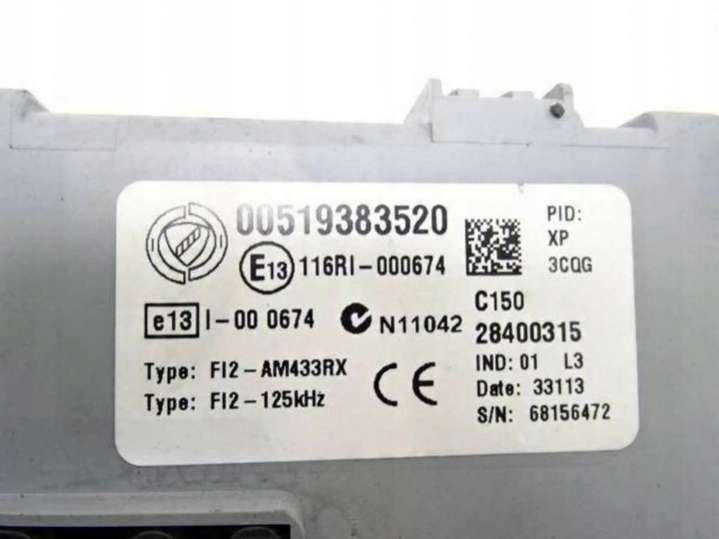 00519383520
E13 116RI-000674
e13 I-00 0674
N11042
Type: FI2-AM433RX
Type: FI2-125kHz
CE
PID:
XP
3CQG
C150
28400315
IND: 01 L3
Date: 33113
S/N: 68156472